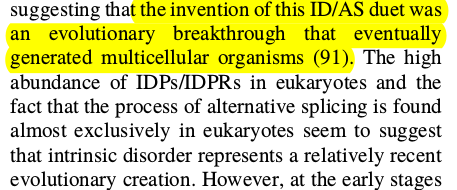 suggesting that the invention of this ID/AS duet was
an evolutionary breakthrough that eventually
generated multicellular organisms (91). The high
abundance of IDPs/IDPRs in eukaryotes and the
fact that the process of alternative splicing is found
almost exclusively in eukaryotes seem to suggest
that intrinsic disorder represents a relatively recent
evolutionary creation. However, at the early stages